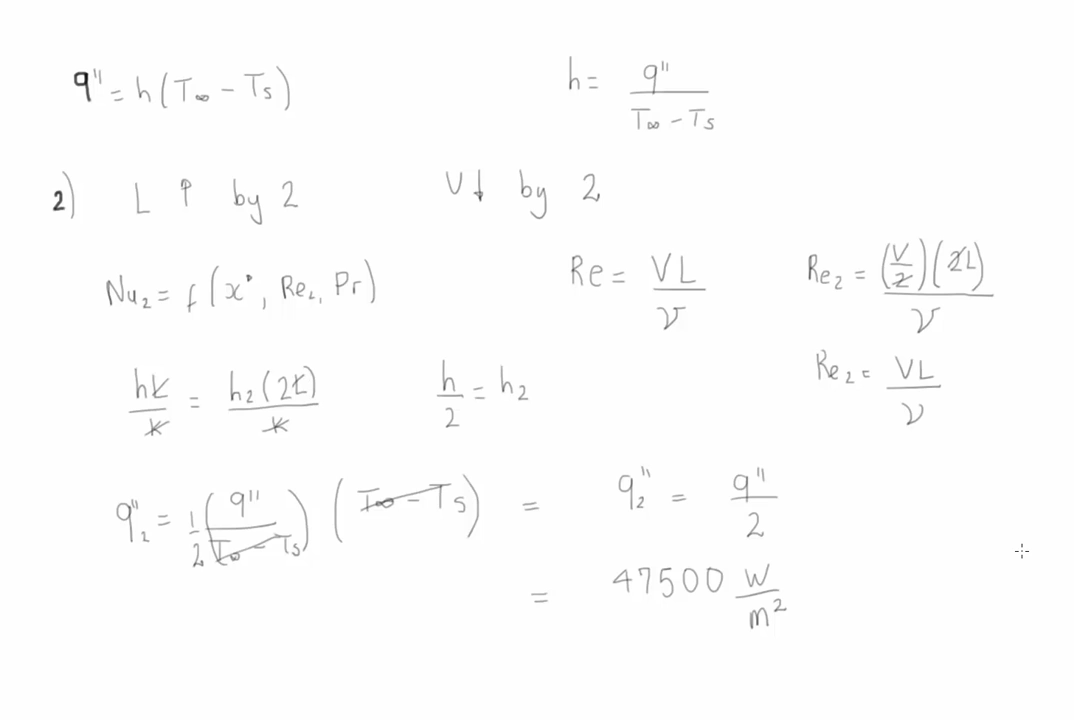 q" = h(T∞ - Ts)    h = q" / (T∞ - Ts)
2) L ↑ by 2    V↓ by 2
Nu₂ = f(x*, Re₂, Pr)    Re = VL / ν    Re₂ = (V/2)(2L) / ν
hL/k = h₂(2L)/k    h/2 = h₂    Re₂ = VL / ν
q"₂ = 1/2 (q" / (T∞ - Ts)) (T∞ - Ts) = q"₂ = q"/2
= 47500 W/m²